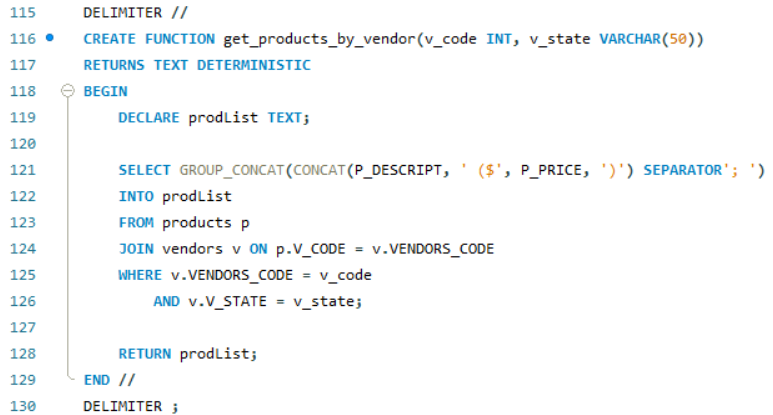 115 DELIMITER //
116 CREATE FUNCTION get_products_by_vendor(v_code INT, v_state VARCHAR(50))
117 RETURNS TEXT DETERMINISTIC
118 BEGIN
119 DECLARE prodList TEXT;
120
121 SELECT GROUP_CONCAT(CONCAT(P_DESCRIPT, ' ($', P_PRICE, ')') SEPARATOR'; ')
122 INTO prodList
123 FROM products p
124 JOIN vendors v ON p.V_CODE = v.VENDORS_CODE
125 WHERE v.VENDORS_CODE = v_code
126 AND v.V_STATE = v_state;
127
128 RETURN prodList;
129 END //
130 DELIMITER ;